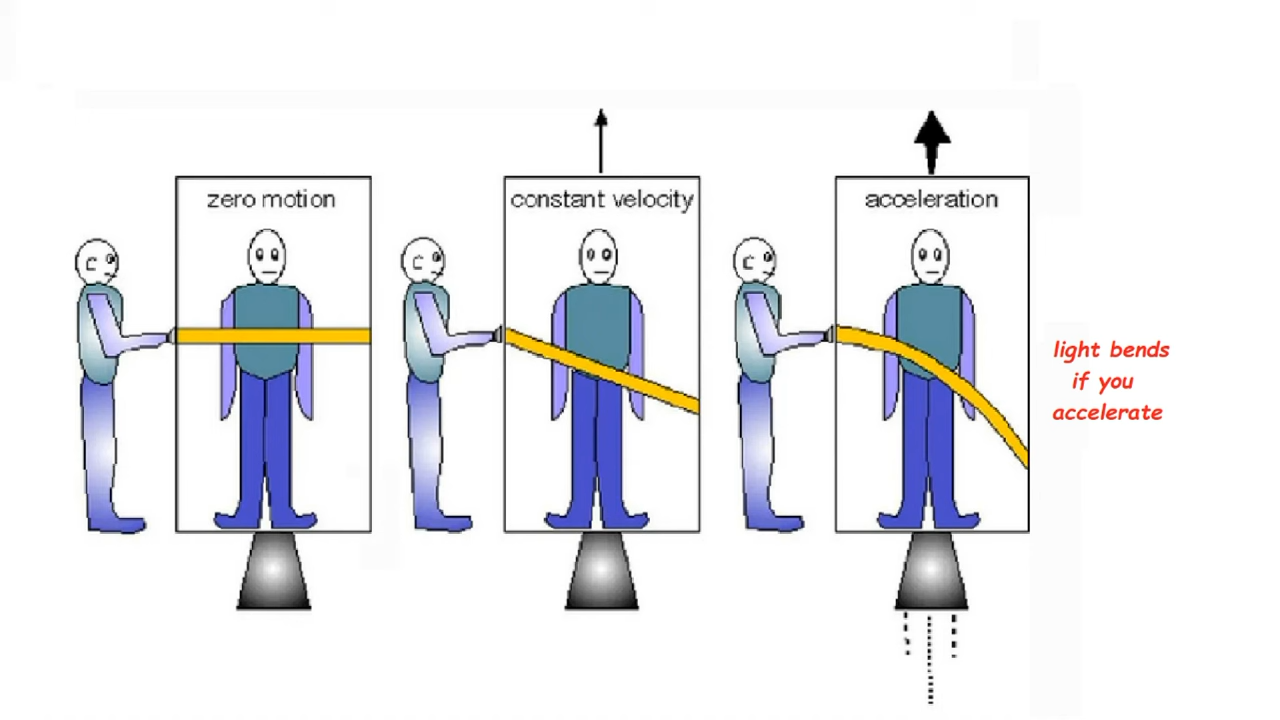 zero motion
constant velocity
acceleration
light bends
if you
accelerate